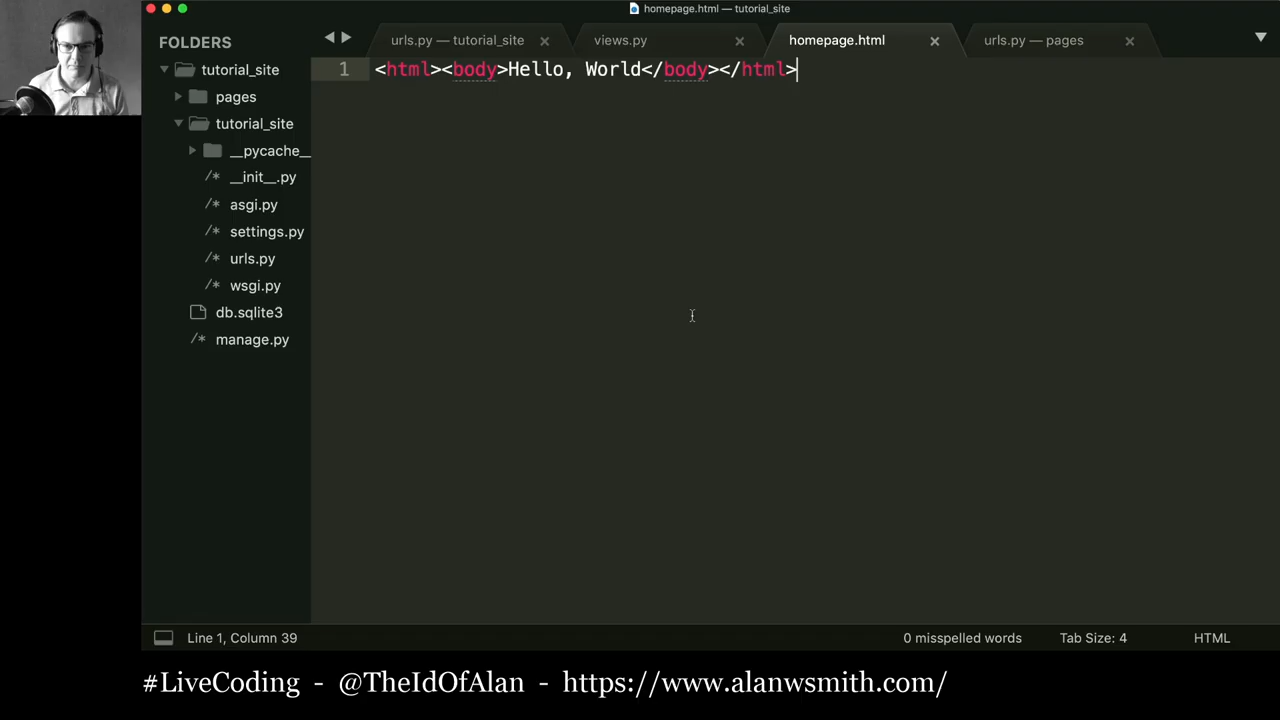 homepage.html — tutorial_site
FOLDERS
tutorial_site
pages
tutorial_site
__pycache__
/* __init__.py
/* asgi.py
/* settings.py
/* urls.py
/* wsgi.py
db.sqlite3
/* manage.py
urls.py — tutorial_site
views.py
homepage.html
urls.py — pages
1 <html><body>Hello, World</body></html>
Line 1, Column 39
0 misspelled words
Tab Size: 4
HTML
#LiveCoding - @TheIdOfAlan - https://www.alanwsmith.com/